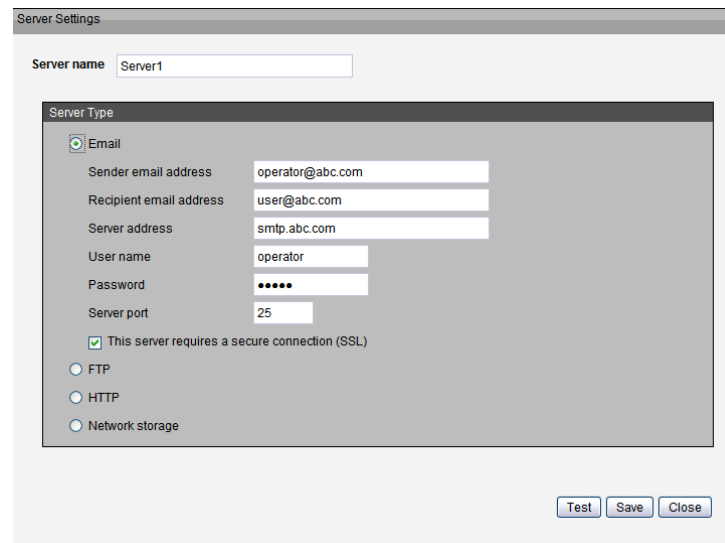 Server Settings
Server name Server1
Server Type
Email
Sender email address operator@abc.com
Recipient email address user@abc.com
Server address smtp.abc.com
User name operator
Password •••••
Server port 25
This server requires a secure connection (SSL)
FTP
HTTP
Network storage
Test Save Close